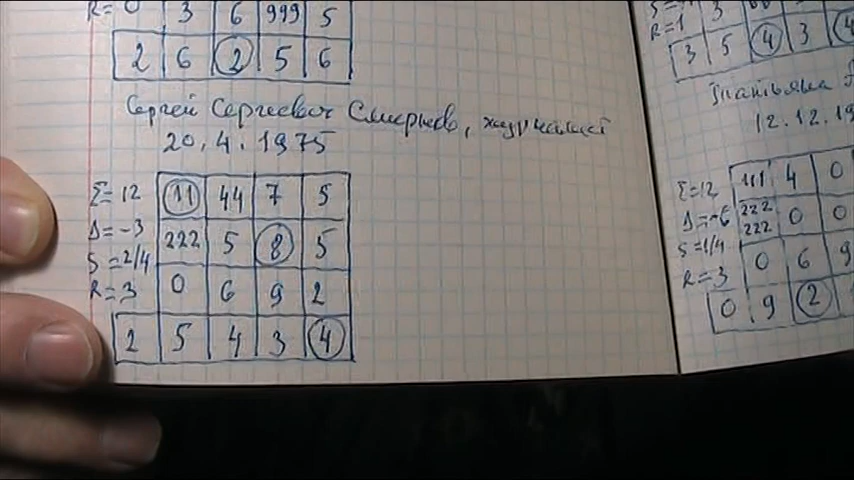 R= 0 3 6 999 5
2 6 2 5 6
Сергей Сергеевич Смирнов, журналист
20.4.1975
Σ= 12 11 44 7 5
Δ= -3 222 5 8 5
S = 2/4
R= 3 0 6 9 2
2 5 4 3 4
R=1 3
3 5 4 3 4
Татьяна
12.12.19
Σ=12 111 4 0
Δ=-6 222 222 0 0
S =1/4 0 6 9
R= 3
0 9 2